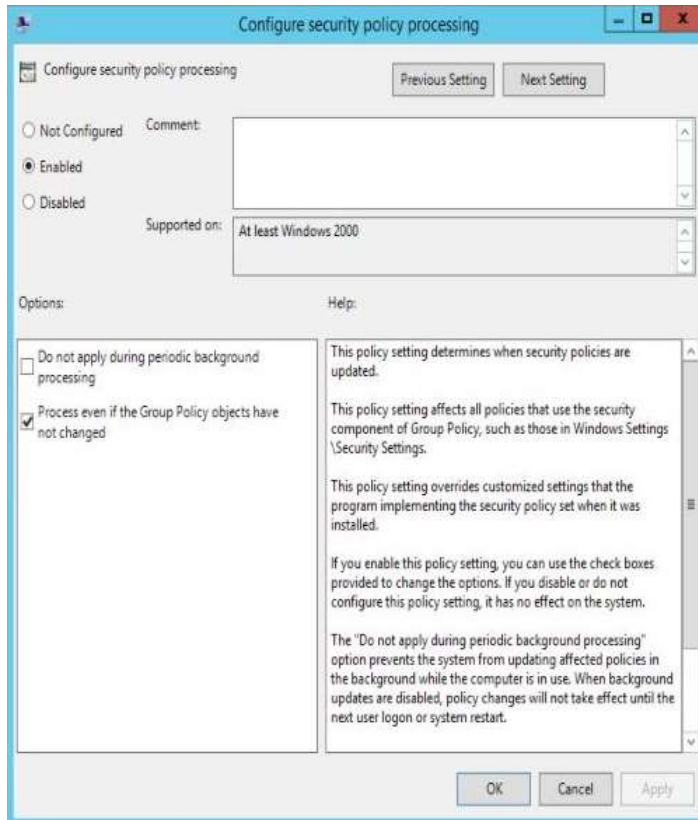 Configure security policy processing
Configure security policy processing
Previous Setting
Next Setting
Not Configured
Comment:
Enabled
Disabled
Supported on:
At least Windows 2000
Options:
Help:
Do not apply during periodic background
processing
Process even if the Group Policy objects have
not changed
This policy setting determines when security policies are
updated.
This policy setting affects all policies that use the security
component of Group Policy, such as those in Windows Settings
\Security Settings.
This policy setting overrides customized settings that the
program implementing the security policy set when it was
installed.
If you enable this policy setting, you can use the check boxes
provided to change the options. If you disable or do not
configure this policy setting, it has no effect on the system.
The "Do not apply during periodic background processing"
option prevents the system from updating affected policies in
the background while the computer is in use. When background
updates are disabled, policy changes will not take effect until the
next user logon or system restart.
OK
Cancel
Apply